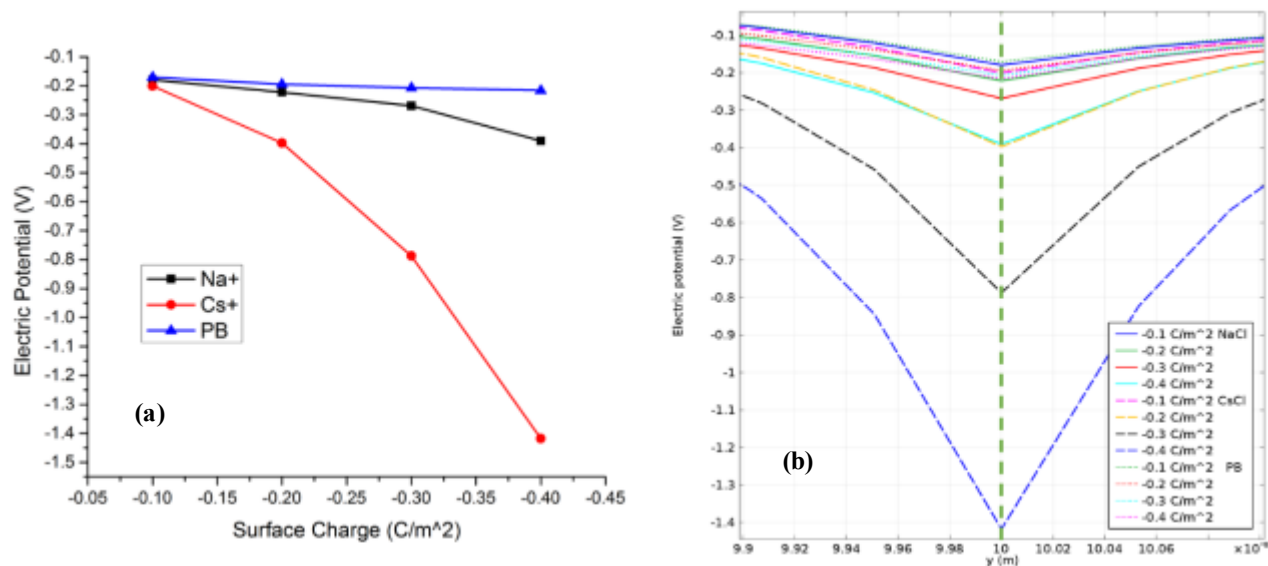 -0.1
-0.2
-0.3
-0.4
-0.5
-0.6
-0.7
-0.8
-0.9
-1.0
-1.1
-1.2
-1.3
-1.4
-1.5
Electric Potential (V)
Na+
Cs+
PB
(a)
-0.05 -0.10 -0.15 -0.20 -0.25 -0.30 -0.35 -0.40 -0.45
Surface Charge (C/m^2)
-0.1
-0.2
-0.3
-0.4
-0.5
-0.6
-0.7
-0.8
-0.9
-1
-1.1
-1.2
-1.3
-1.4
Electric potential (V)
-0.1 C/m^2 NaCl
-0.2 C/m^2
-0.3 C/m^2
-0.4 C/m^2
-0.1 C/m^2 CsCl
-0.2 C/m^2
-0.3 C/m^2
-0.4 C/m^2
-0.1 C/m^2 PB
-0.2 C/m^2
-0.3 C/m^2
-0.4 C/m^2
(b)
9.9 9.92 9.94 9.96 9.98 10 10.02 10.04 10.06
y (m)